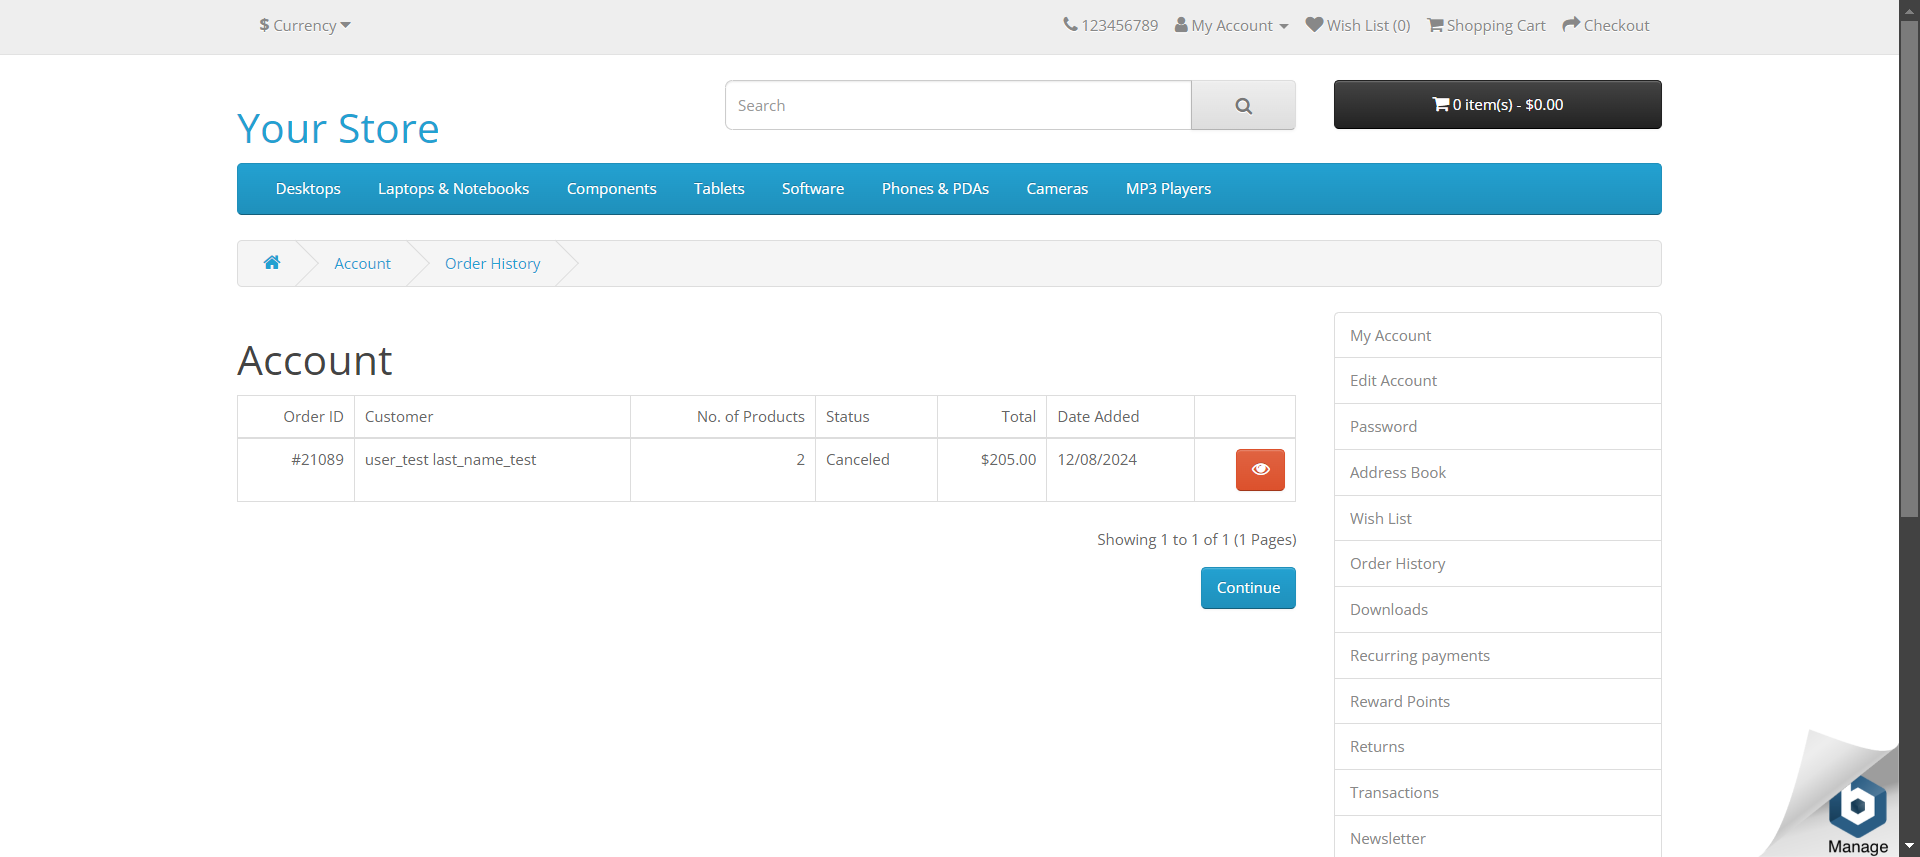 $ Currency
123456789 My Account Wish List (0) Shopping Cart Checkout
Your Store
Search
0 item(s) - $0.00
Desktops Laptops & Notebooks Components Tablets Software Phones & PDAs Cameras MP3 Players
Account Order History
Account
Order ID Customer No. of Products Status Total Date Added
#21089 user_test last_name_test 2 Canceled $205.00 12/08/2024
Showing 1 to 1 of 1 (1 Pages)
Continue
My Account
Edit Account
Password
Address Book
Wish List
Order History
Downloads
Recurring payments
Reward Points
Returns
Transactions
Newsletter
b
Manage